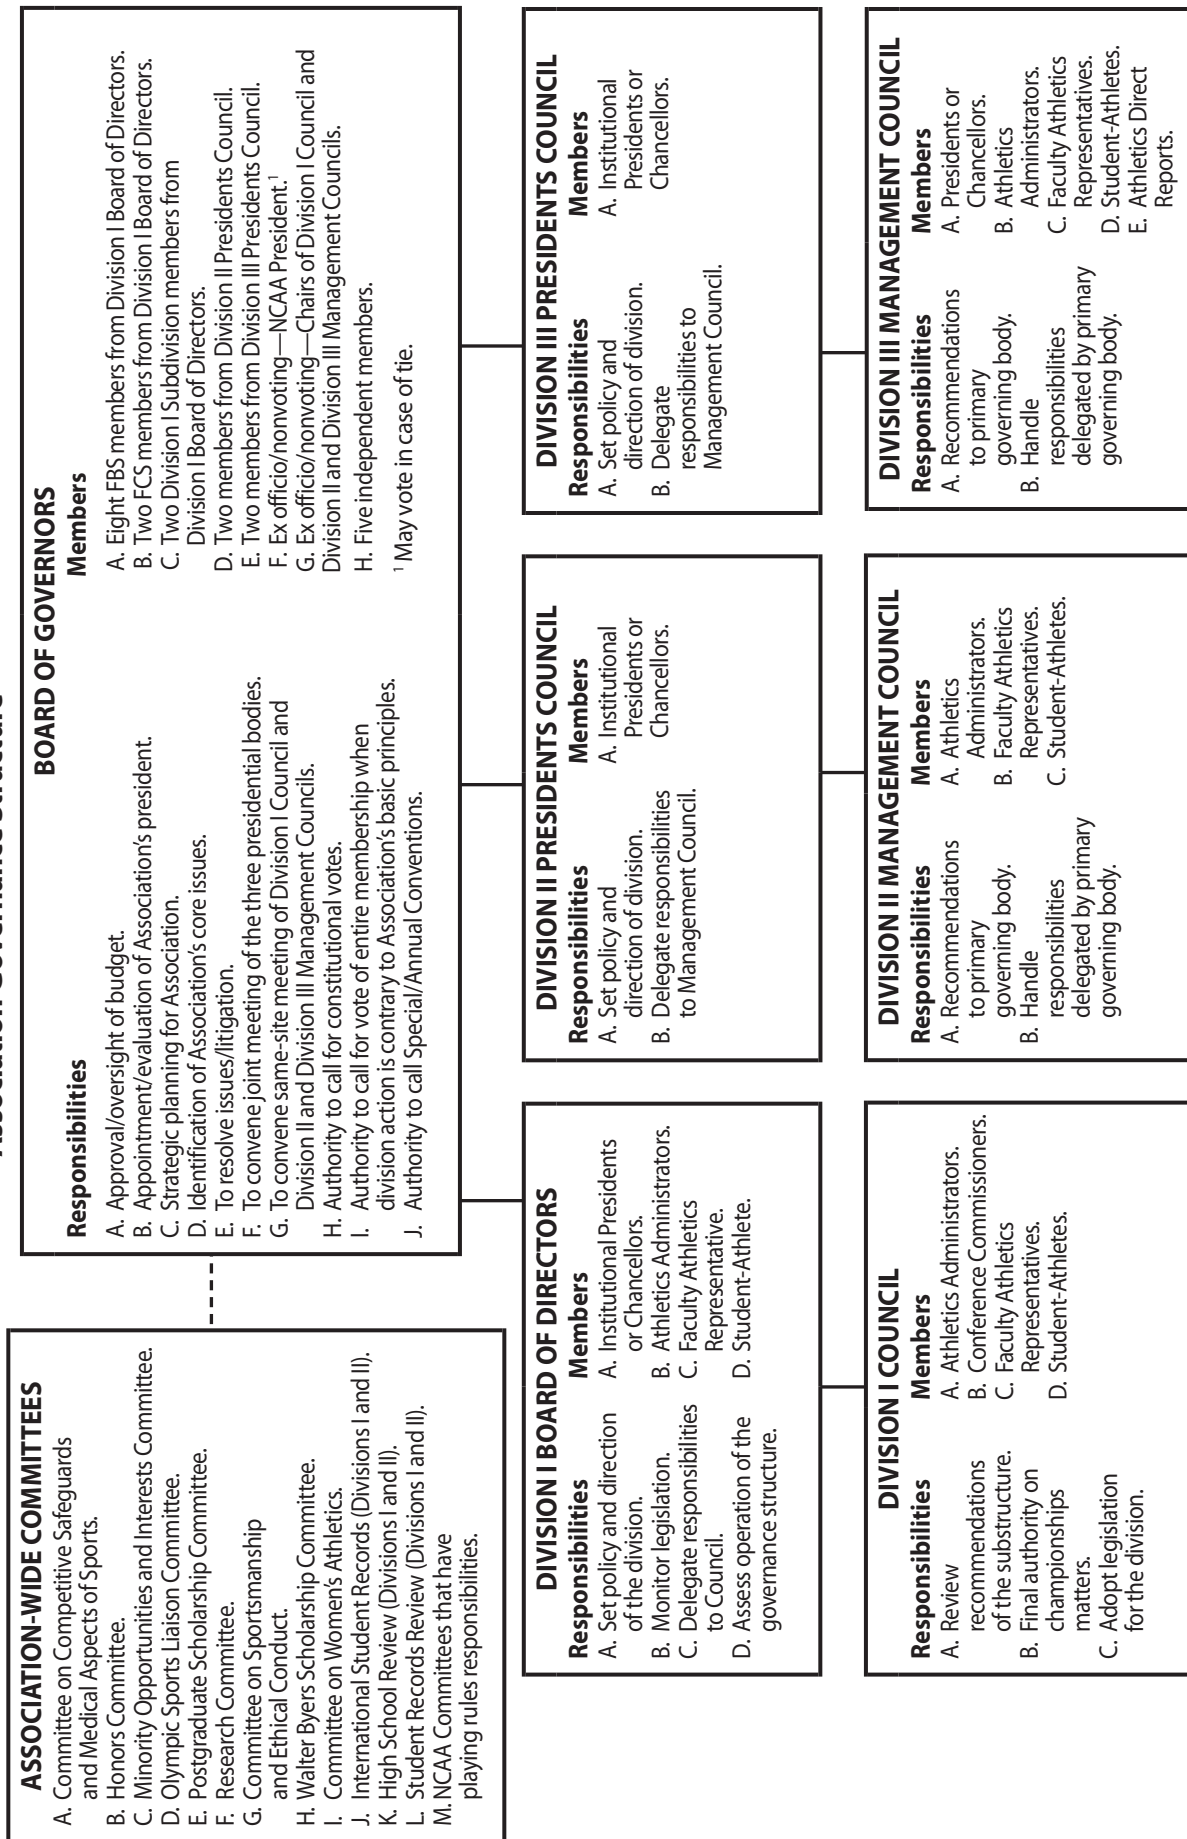 Association Governance Structure
ASSOCIATION-WIDE COMMITTEES
A. Committee on Competitive Safeguards
and Medical Aspects of Sports.
B. Honors Committee.
C. Minority Opportunities and Interests Committee.
D. Olympic Sports Liaison Committee.
E. Postgraduate Scholarship Committee.
F. Research Committee.
G. Committee on Sportsmanship
and Ethical Conduct.
H. Walter Byers Scholarship Committee.
I. Committee on Women's Athletics.
J. International Student Records (Divisions I and II).
K. High School Review (Divisions I and II).
L. Student Records Review (Divisions I and II).
M. NCAA Committees that have
playing rules responsibilities.
BOARD OF GOVERNORS
Responsibilities
A. Approval/oversight of budget.
B. Appointment/evaluation of Association's president.
C. Strategic planning for Association.
D. Identification of Association's core issues.
E. To resolve issues/litigation.
F. To convene joint meeting of the three presidential bodies.
G. To convene same-site meeting of Division I Council and
Division II and Division III Management Councils.
H. Authority to call for constitutional votes.
I. Authority to call for vote of entire membership when
division action is contrary to Association's basic principles.
J. Authority to call Special/Annual Conventions.
Members
A. Eight FBS members from Division I Board of Directors.
B. Two FCS members from Division I Board of Directors.
C. Two Division I Subdivision members from
Division I Board of Directors.
D. Two members from Division II Presidents Council.
E. Two members from Division III Presidents Council.
F. Ex officio/nonvoting—NCAA President.¹
G. Ex officio/nonvoting—Chairs of Division I Council and
Division II and Division III Management Councils.
H. Five independent members.
¹ May vote in case of tie.
DIVISION I BOARD OF DIRECTORS
Responsibilities
A. Set policy and direction
of the division.
B. Monitor legislation.
C. Delegate responsibilities
to Council.
D. Assess operation of the
governance structure.
Members
A. Institutional Presidents
or Chancellors.
B. Athletics Administrators.
C. Faculty Athletics
Representative.
D. Student-Athlete.
DIVISION II PRESIDENTS COUNCIL
Responsibilities
A. Set policy and
direction of division.
B. Delegate responsibilities
to Management Council.
Members
A. Institutional
Presidents or
Chancellors.
DIVISION III PRESIDENTS COUNCIL
Responsibilities
A. Set policy and
direction of division.
B. Delegate
responsibilities to
Management Council.
Members
A. Institutional
Presidents or
Chancellors.
DIVISION I COUNCIL
Responsibilities
A. Review
recommendations
of the substructure.
B. Final authority on
championships
matters.
C. Adopt legislation
for the division.
Members
A. Athletics Administrators.
B. Conference Commissioners.
C. Faculty Athletics
Representatives.
D. Student-Athletes.
DIVISION II MANAGEMENT COUNCIL
Responsibilities
A. Recommendations
to primary
governing body.
B. Handle
responsibilities
delegated by primary
governing body.
Members
A. Athletics
Administrators.
B. Faculty Athletics
Representatives.
C. Student-Athletes.
DIVISION III MANAGEMENT COUNCIL
Responsibilities
A. Recommendations
to primary
governing body.
B. Handle
responsibilities
delegated by primary
governing body.
Members
A. Presidents or
Chancellors.
B. Athletics
Administrators.
C. Faculty Athletics
Representatives.
D. Student-Athletes.
E. Athletics Direct
Reports.